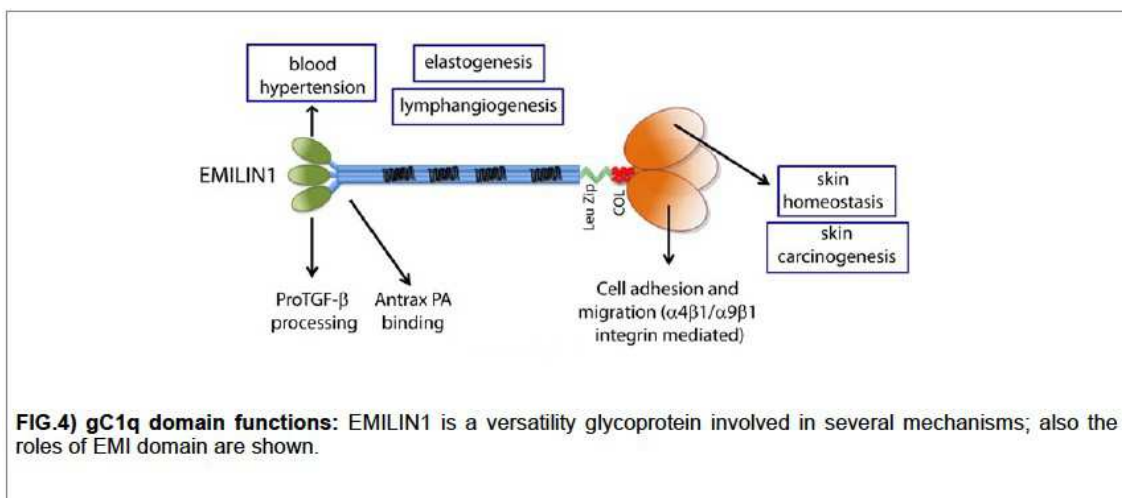 blood
hypertension
elastogenesis
lymphangiogenesis
EMILIN1
Leu Zip
COL
skin
homeostasis
skin
carcinogenesis
ProTGF-β
processing
Antrax PA
binding
Cell adhesion and
migration (α4β1/α9β1
integrin mediated)
FIG.4) gC1q domain functions: EMILIN1 is a versatility glycoprotein involved in several mechanisms; also the
roles of EMI domain are shown.